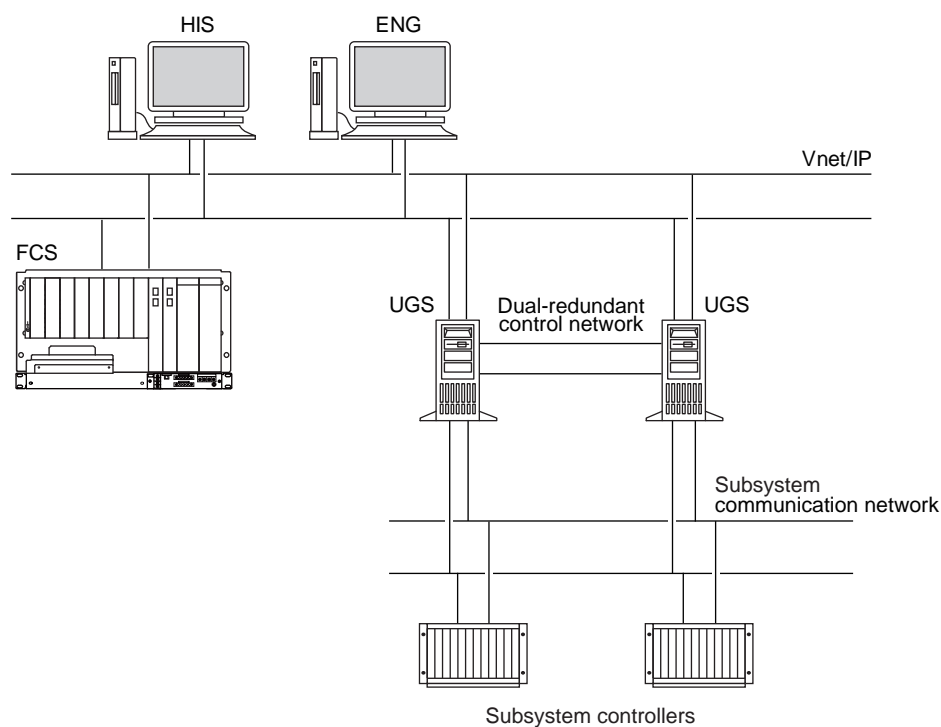 HIS
ENG
Vnet/IP
FCS
UGS
Dual-redundant
control network
UGS
Subsystem
communication network
Subsystem controllers